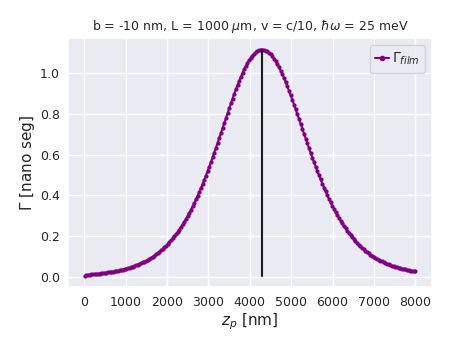 b = -10 nm, L = 1000 μm, v = c/10, ℏω = 25 meV
Γ_film
Γ [nano seg]
1.0
0.8
0.6
0.4
0.2
0.0
0 1000 2000 3000 4000 5000 6000 7000 8000
z_p [nm]